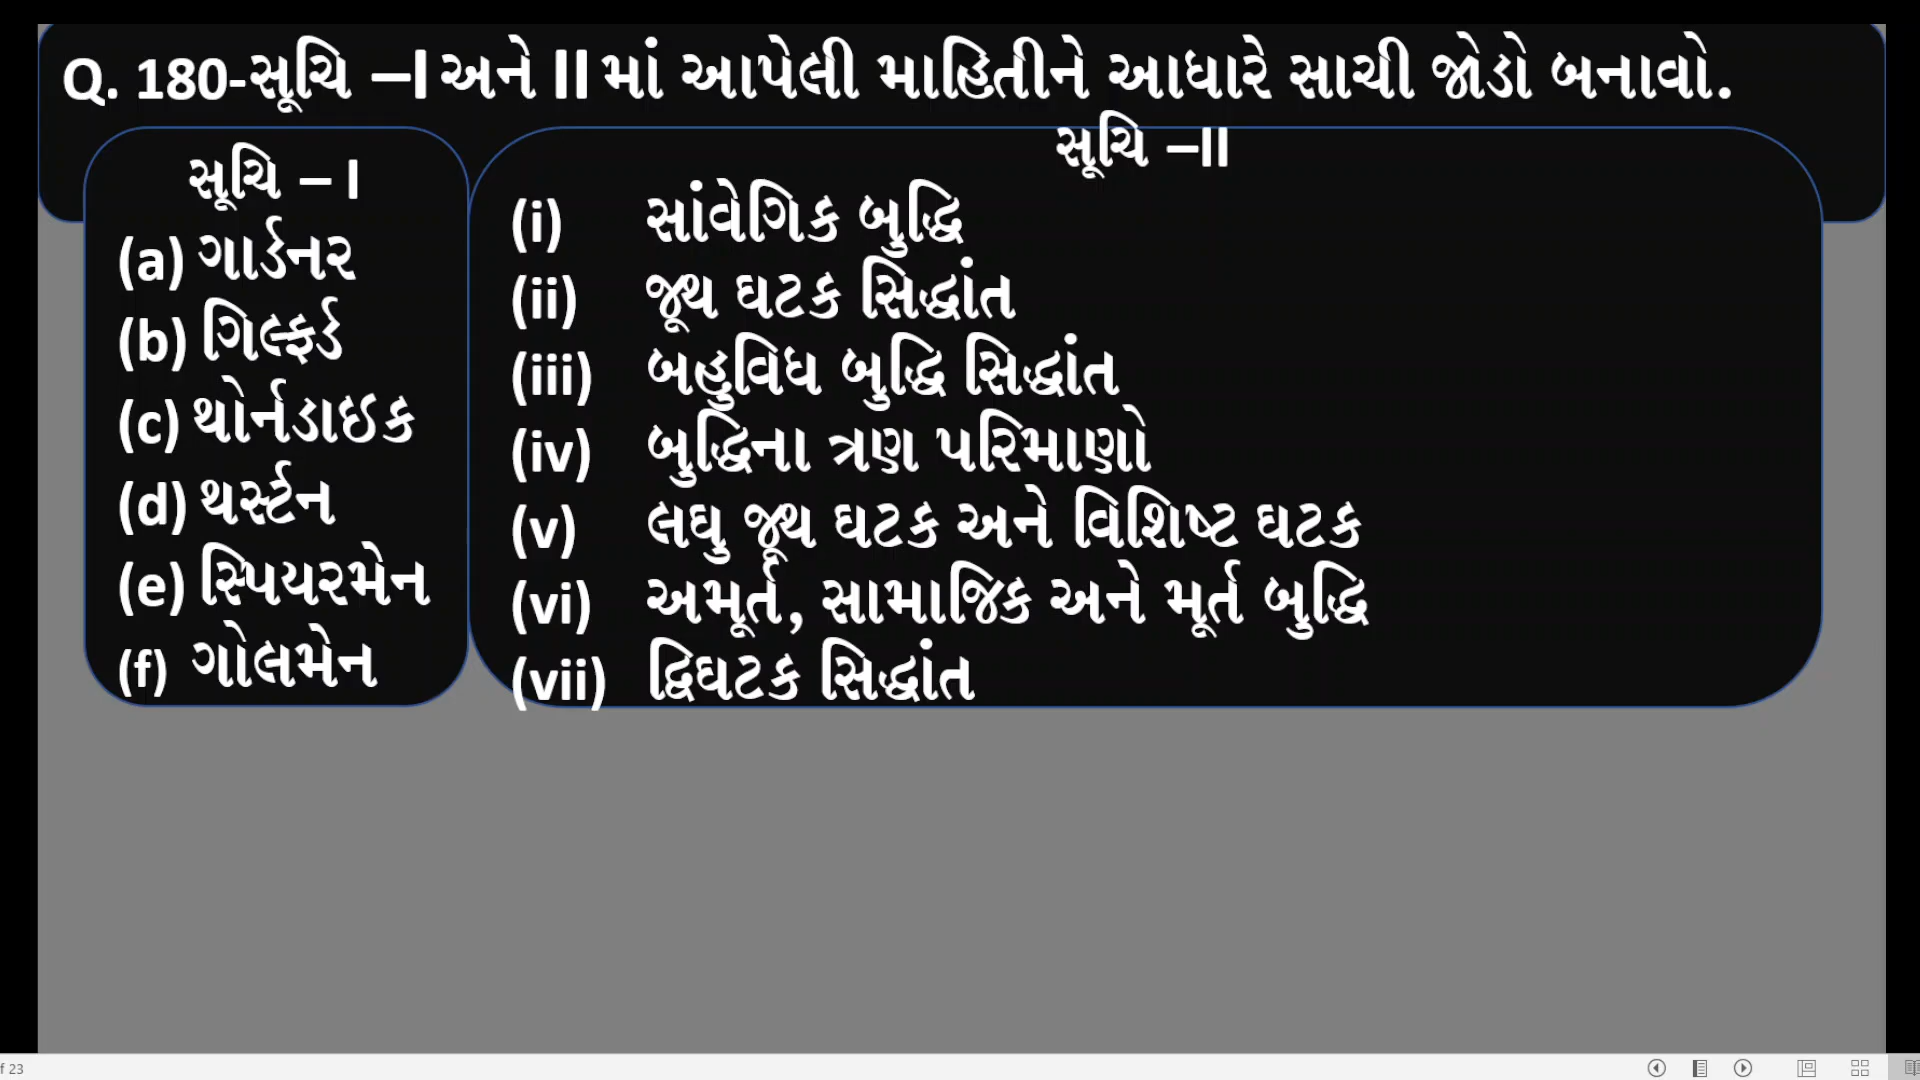 Q. 180-સૂચિ –I અને II માં આપેલી માહિતીને આધારે સાચી જોડો બનાવો.
સૂચિ – I
(a) ગાર્ડનર
(b) ગિલ્ફર્ડ
(c) થોર્નડાઇક
(d) થર્સ્ટન
(e) સ્પિયરમેન
(f) ગોલમેન
સૂચિ –II
(i) સાંવેગિક બુદ્ધિ
(ii) જૂથ ઘટક સિદ્ધાંત
(iii) બહુવિધ બુદ્ધિ સિદ્ધાંત
(iv) બુદ્ધિના ત્રણ પરિમાણો
(v) લઘુ જૂથ ઘટક અને વિશિષ્ટ ઘટક
(vi) અમૂર્ત, સામાજિક અને મૂર્ત બુદ્ધિ
(vii) દ્વિઘટક સિદ્ધાંત
f 23